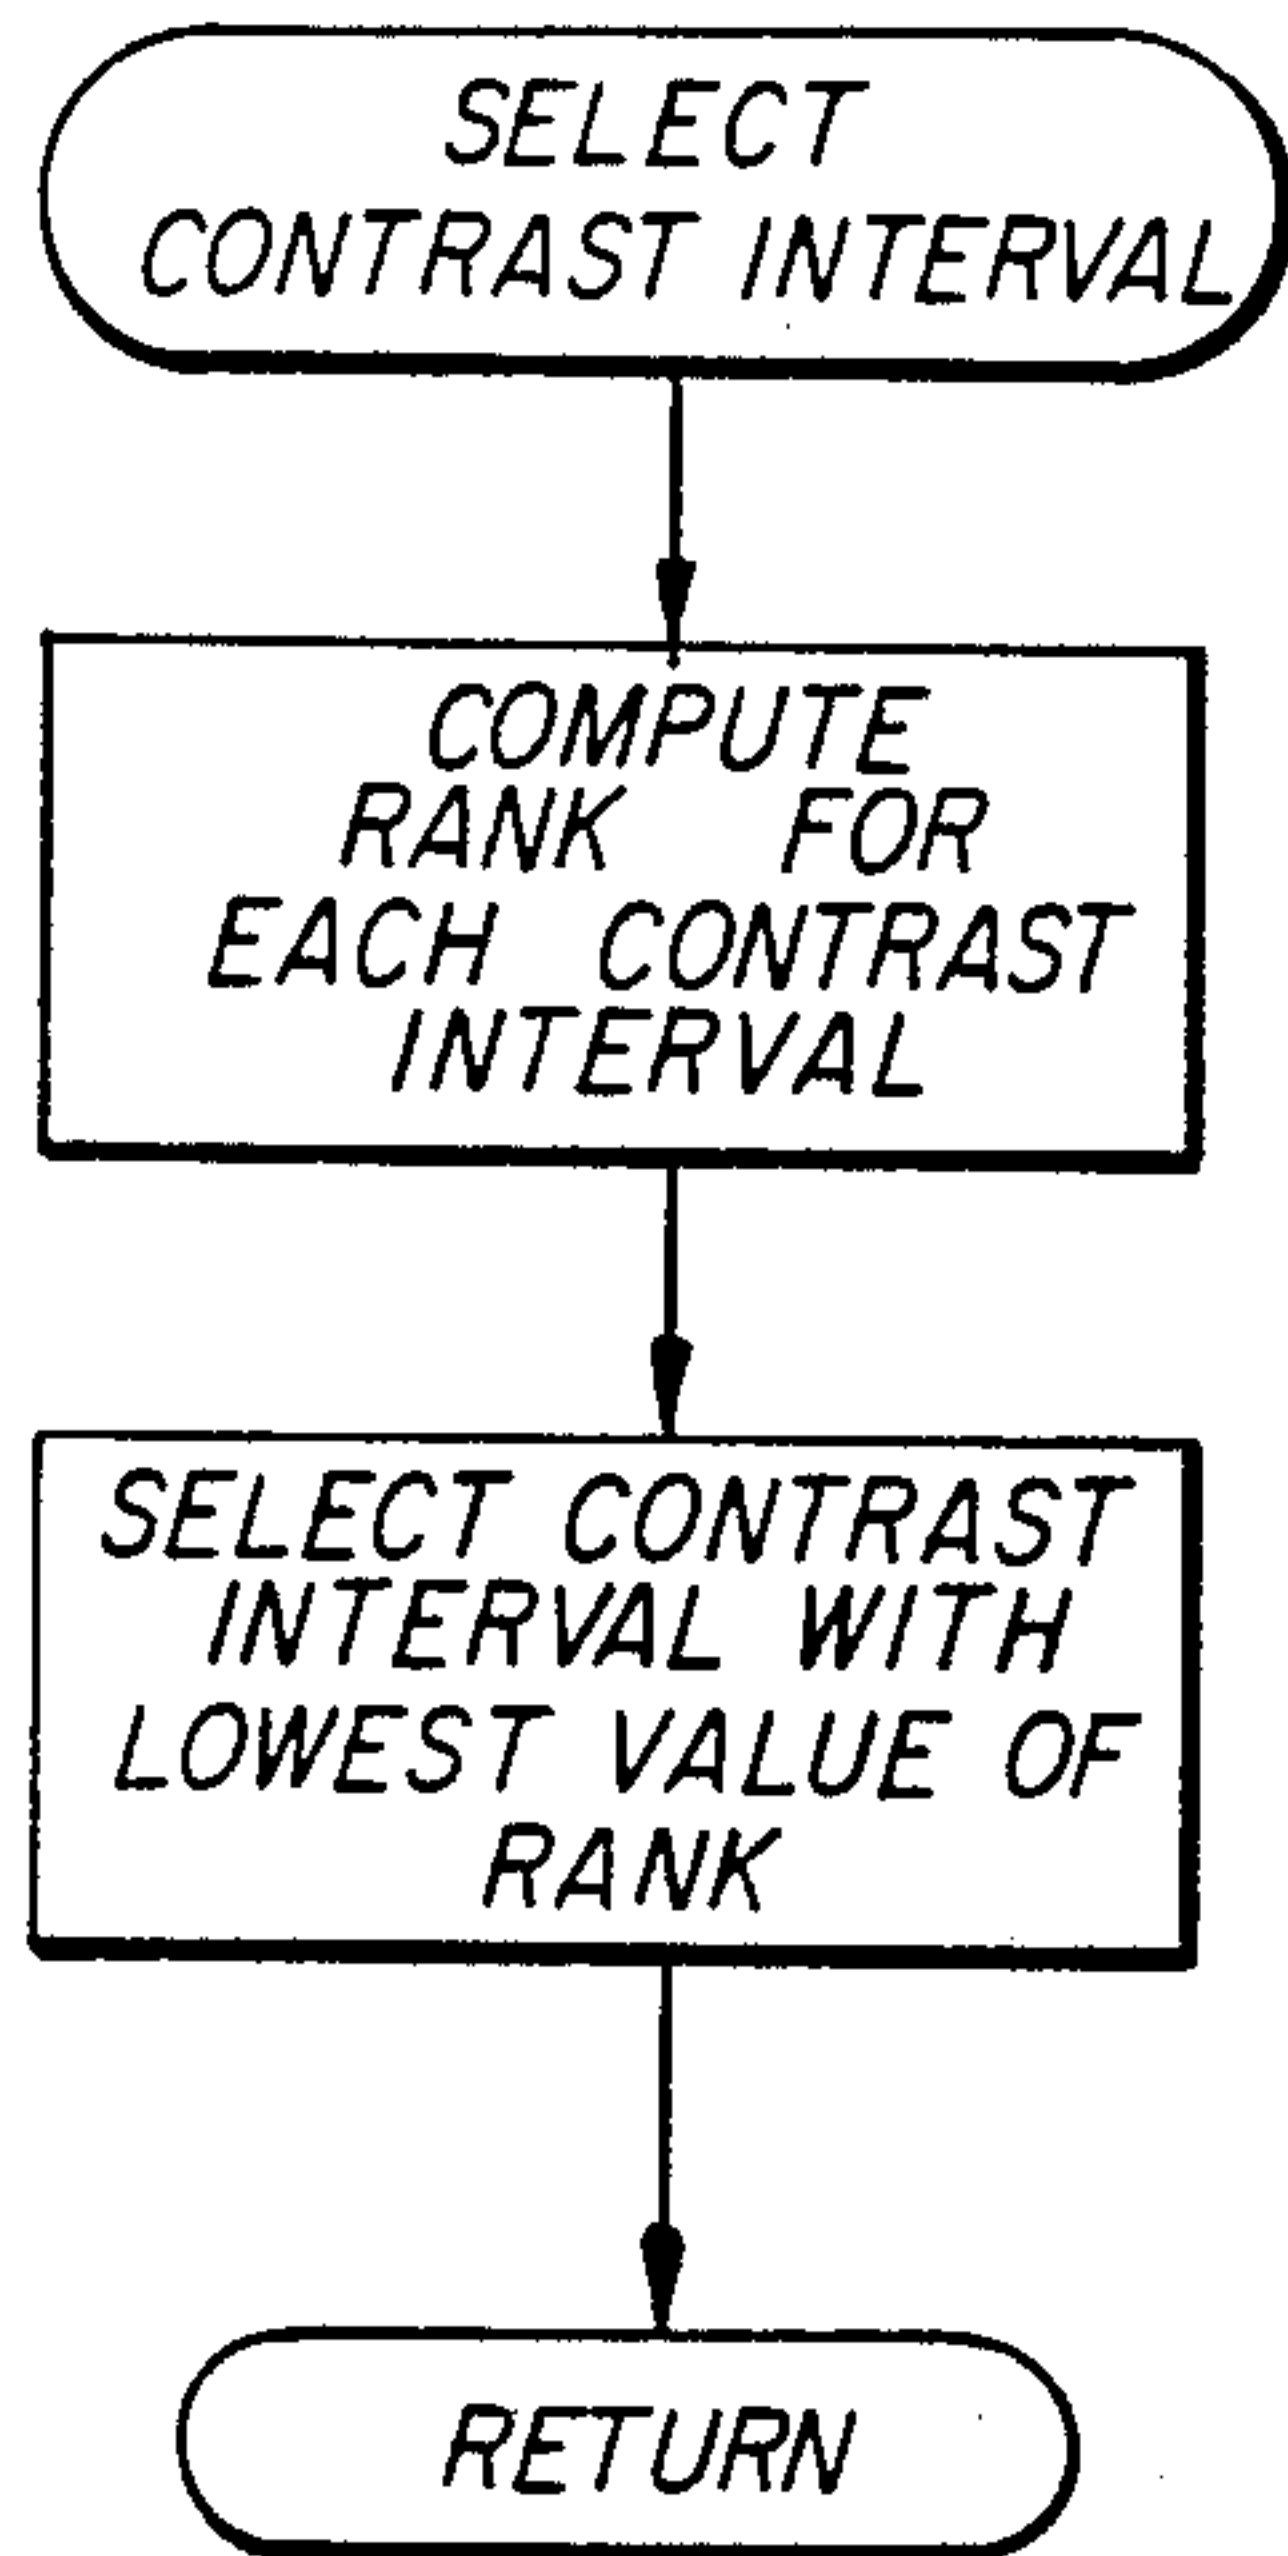 SELECT
CONTRAST INTERVAL
COMPUTE
RANK FOR
EACH CONTRAST
INTERVAL
SELECT CONTRAST
INTERVAL WITH
LOWEST VALUE OF
RANK
RETURN